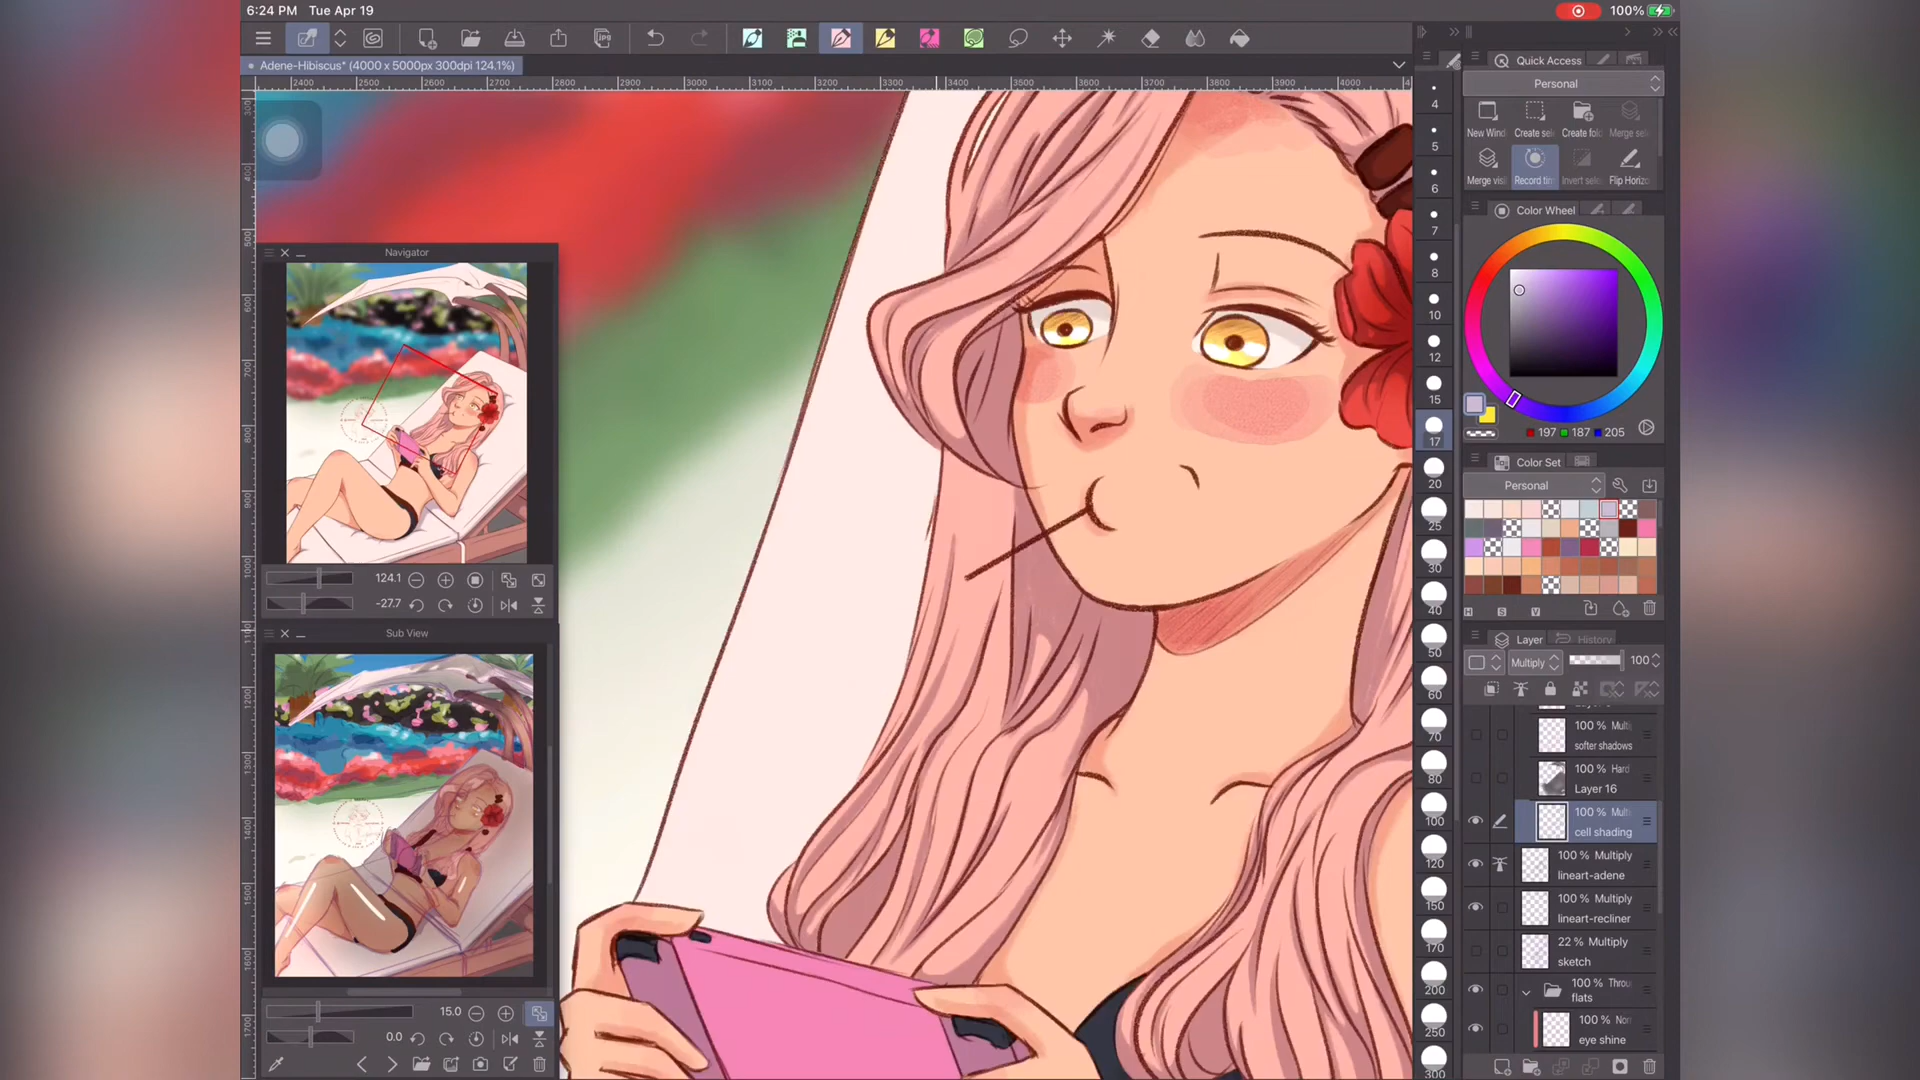 6:24 PM Tue Apr 19
100%
Adene-Hibiscus* (4000 x 5000px 300dpi 124.1%)
2400 2500 2600 2700 2800 2900 3000 3100 3200 3300 3400 3500 3600 3700 3800 3900 4000
Quick Access
Personal
New Wind
Create sel
Create fol
Merge sel
Merge visi
Record tin
Invert sele
Flip Horizo
Color Wheel
197 187 205
Color Set
Personal
H S V
Layer
History
Multiply
100
100 % Multi
softer shadows
100 % Hard
Layer 16
100 % Multi
cell shading
100 % Multiply
lineart-adene
100 % Multiply
lineart-recliner
22 % Multiply
sketch
100 % Throu
flats
100 % Nor
eye shine
Navigator
124.1
-27.7
Sub View
15.0
0.0
4
5
6
7
8
10
12
15
17
20
25
30
40
50
60
70
80
100
120
150
170
200
250
300